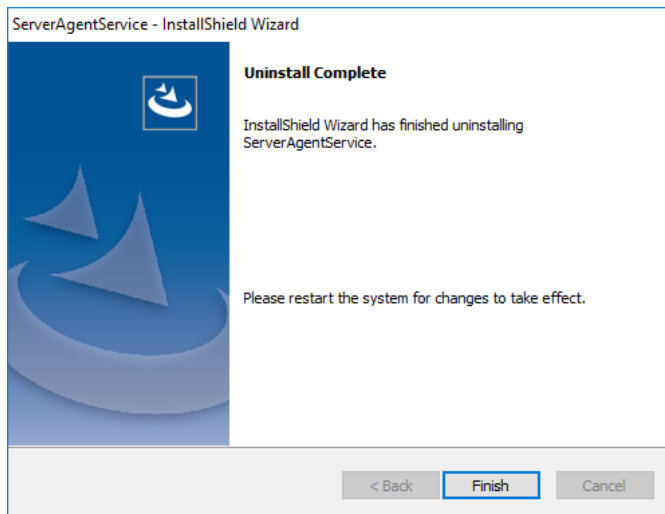 ServerAgentService - InstallShield Wizard
Uninstall Complete
InstallShield Wizard has finished uninstalling
ServerAgentService.
Please restart the system for changes to take effect.
< Back
Finish
Cancel